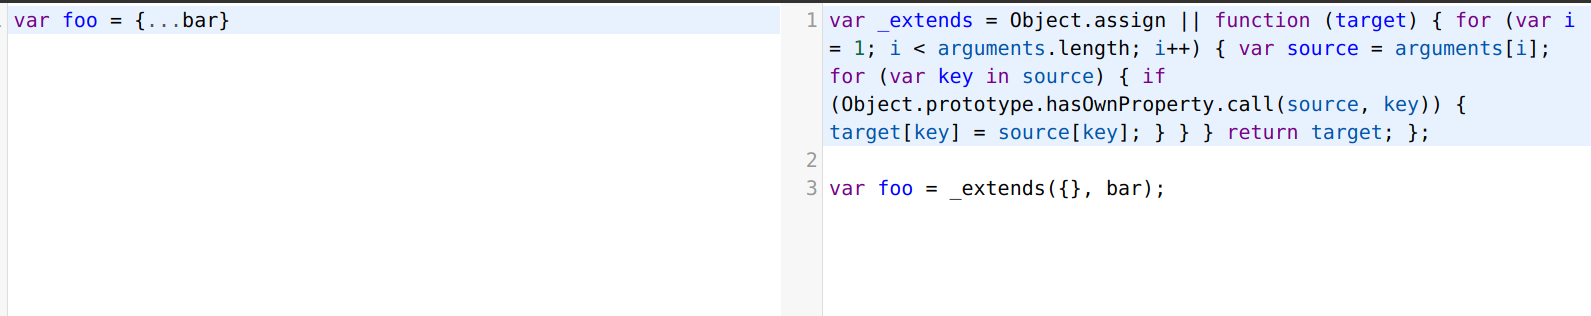 var foo = {...bar}
1 var _extends = Object.assign || function (target) { for (var i
= 1; i < arguments.length; i++) { var source = arguments[i];
for (var key in source) { if
(Object.prototype.hasOwnProperty.call(source, key)) {
target[key] = source[key]; } } } return target; };
2
3 var foo = _extends({}, bar);